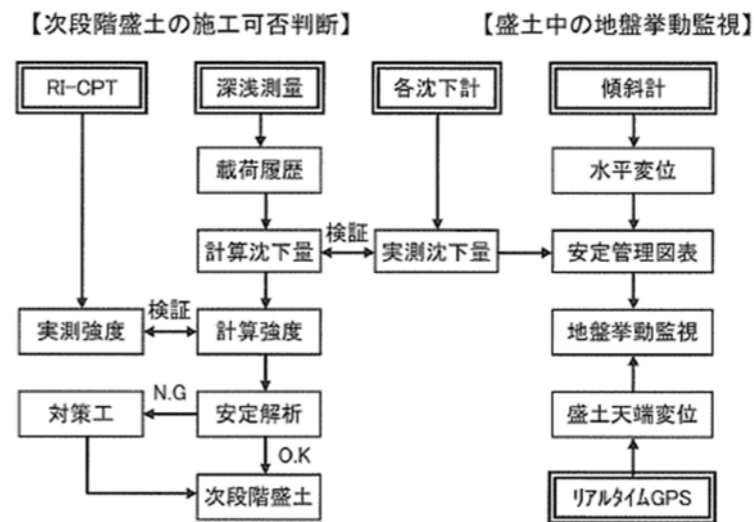 【次段階盛土の施工可否判断】
【盛土中の地盤挙動監視】
RI-CPT
深浅測量
各沈下計
傾斜計
載荷履歴
水平変位
計算沈下量
検証
実測沈下量
安定管理図表
実測強度
検証
計算強度
地盤挙動監視
対策工
N.G
安定解析
盛土天端変位
O.K
次段階盛土
リアルタイムGPS